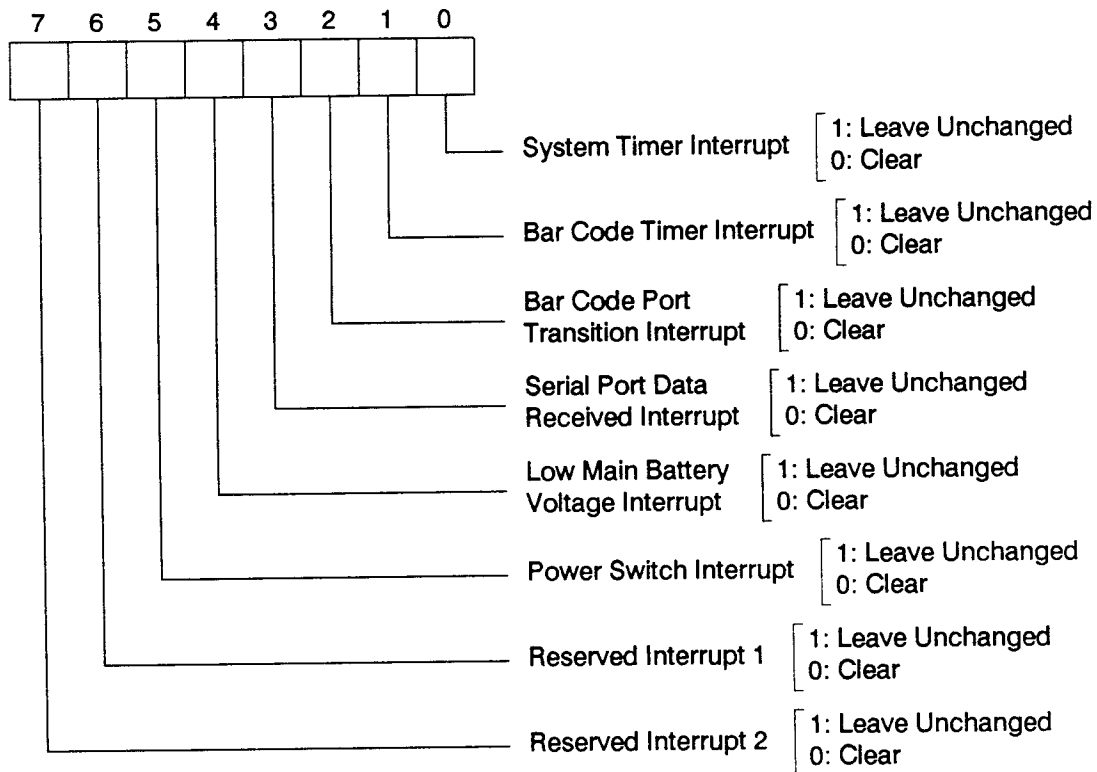 7 6 5 4 3 2 1 0
System Timer Interrupt 1: Leave Unchanged
0: Clear
Bar Code Timer Interrupt 1: Leave Unchanged
0: Clear
Bar Code Port 1: Leave Unchanged
Transition Interrupt 0: Clear
Serial Port Data 1: Leave Unchanged
Received Interrupt 0: Clear
Low Main Battery 1: Leave Unchanged
Voltage Interrupt 0: Clear
Power Switch Interrupt 1: Leave Unchanged
0: Clear
Reserved Interrupt 1 1: Leave Unchanged
0: Clear
Reserved Interrupt 2 1: Leave Unchanged
0: Clear